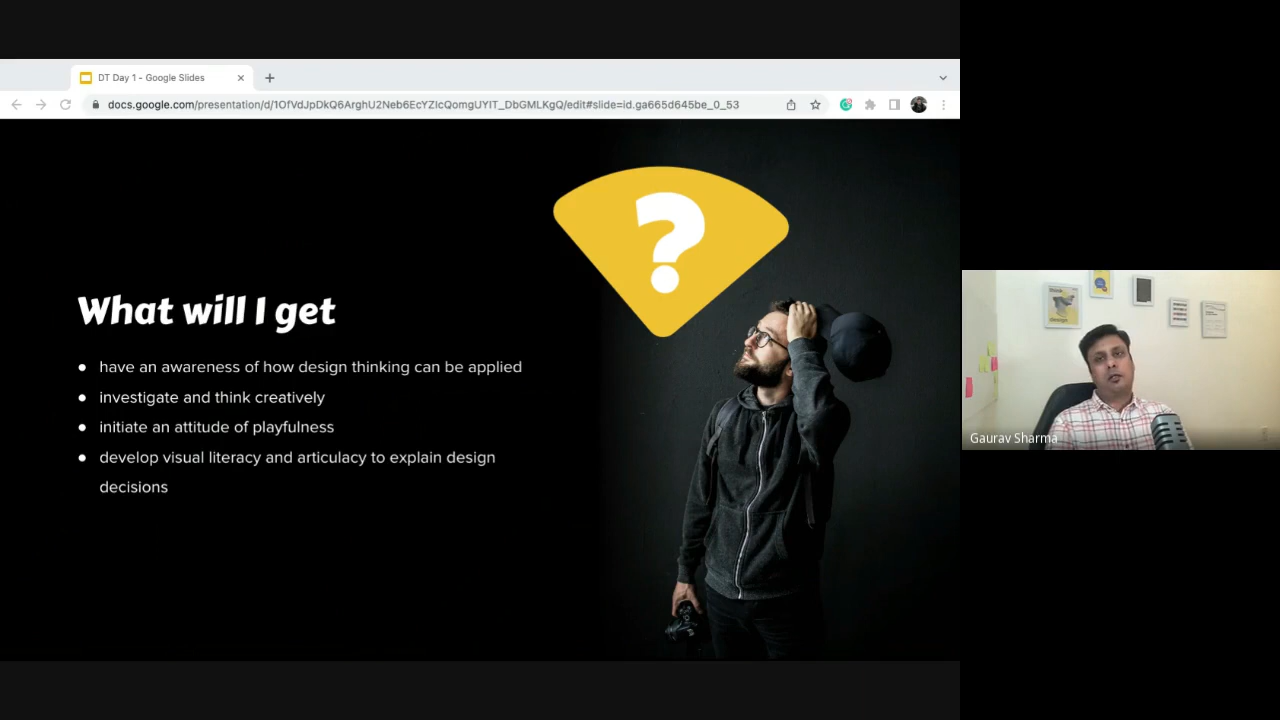 DT Day 1 - Google Slides
docs.google.com/presentation/d/1OfVdJpDkQ6ArghU2Neb6EcYZIcQomgUYIT_DbGMLKgQ/edit#slide=id.ga665d645be_0_53
?
What will I get
● have an awareness of how design thinking can be applied
● investigate and think creatively
● initiate an attitude of playfulness
● develop visual literacy and articulacy to explain design
decisions
Gaurav Sharma